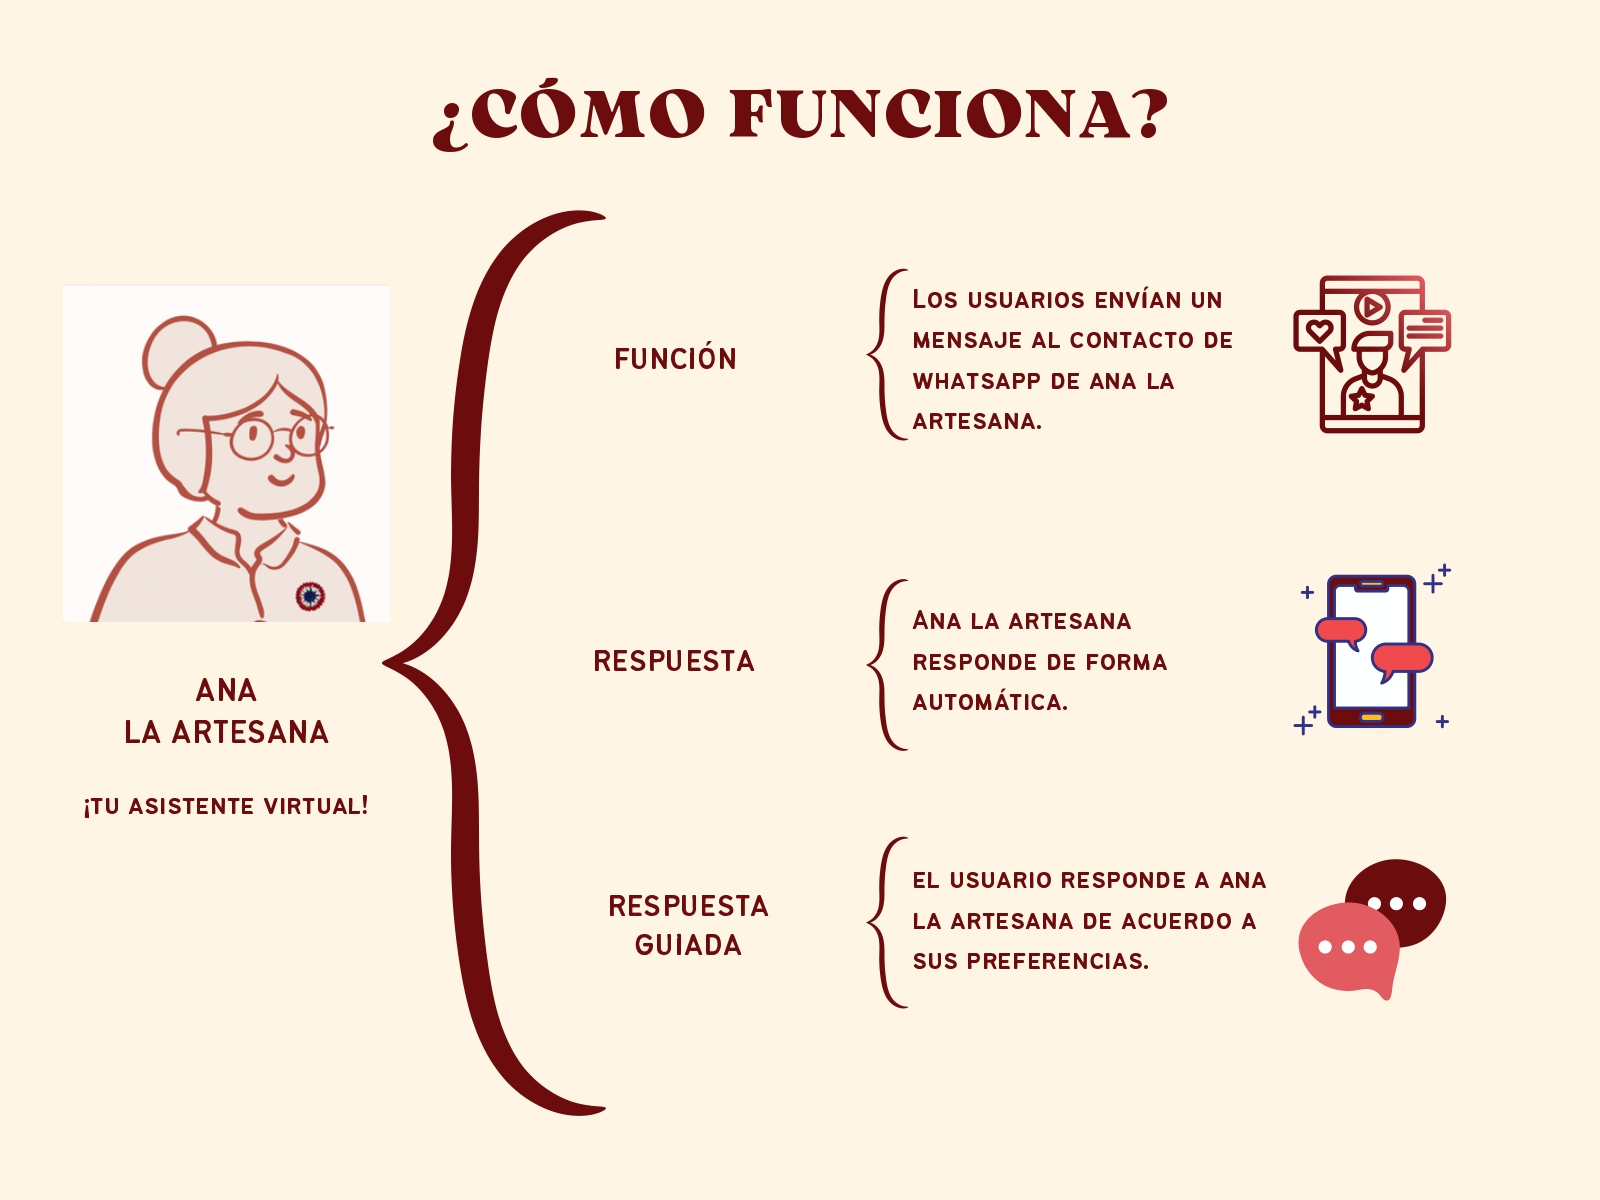 ¿CÓMO FUNCIONA?
ANA
LA ARTESANA
¡TU ASISTENTE VIRTUAL!
FUNCIÓN
LOS USUARIOS ENVÍAN UN
MENSAJE AL CONTACTO DE
WHATSAPP DE ANA LA
ARTESANA.
RESPUESTA
ANA LA ARTESANA
RESPONDE DE FORMA
AUTOMÁTICA.
RESPUESTA
GUIADA
EL USUARIO RESPONDE A ANA
LA ARTESANA DE ACUERDO A
SUS PREFERENCIAS.